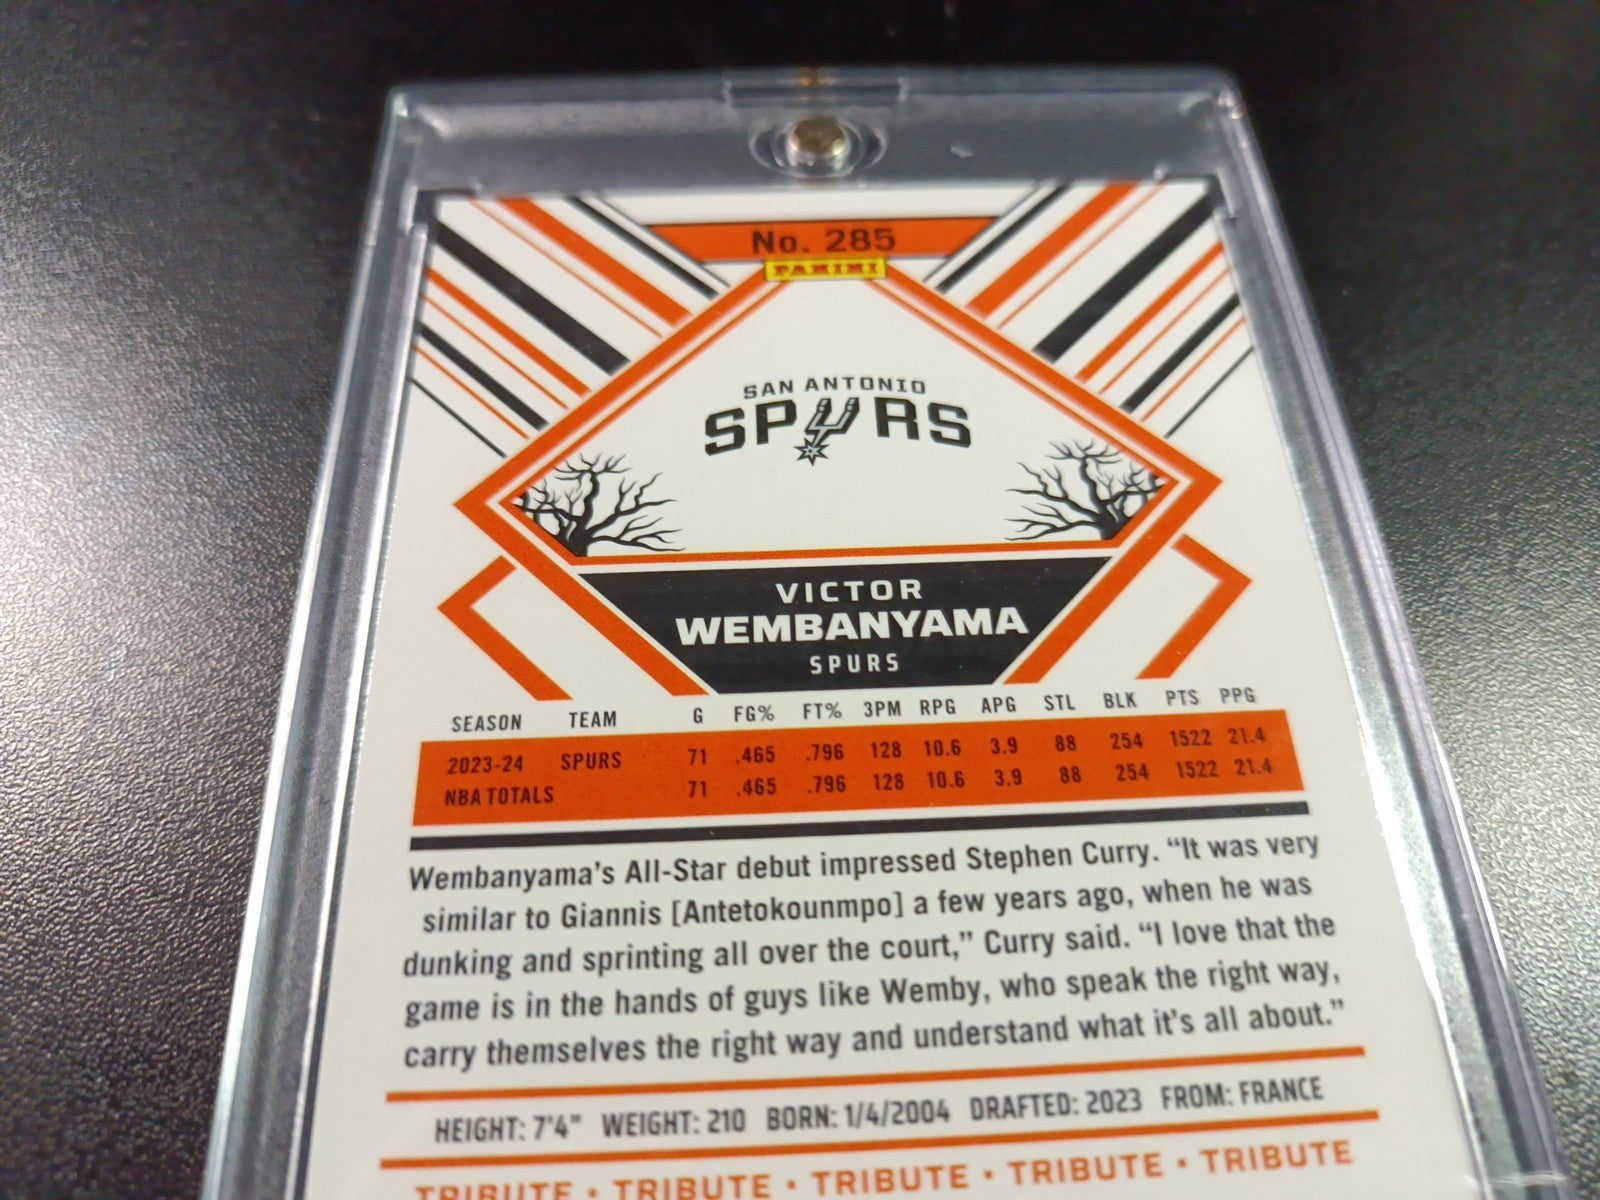 No. 285
PANINI
SAN ANTONIO
SPURS
VICTOR
WEMBANYAMA
SPURS
SEASON TEAM G FG% FT% 3PM RPG APG STL BLK PTS PPG
2023-24 SPURS 71 .465 .796 128 10.6 3.9 88 254 1522 21.4
NBA TOTALS 71 .465 .796 128 10.6 3.9 88 254 1522 21.4
Wembanyama's All-Star debut impressed Stephen Curry. “It was very
similar to Giannis [Antetokounmpo] a few years ago, when he was
dunking and sprinting all over the court,” Curry said. “I love that the
game is in the hands of guys like Wemby, who speak the right way,
carry themselves the right way and understand what it's all about.”
HEIGHT: 7'4" WEIGHT: 210 BORN: 1/4/2004 DRAFTED: 2023 FROM: FRANCE
TRIBUTE • TRIBUTE • TRIBUTE • TRIBUTE • TRIBUTE